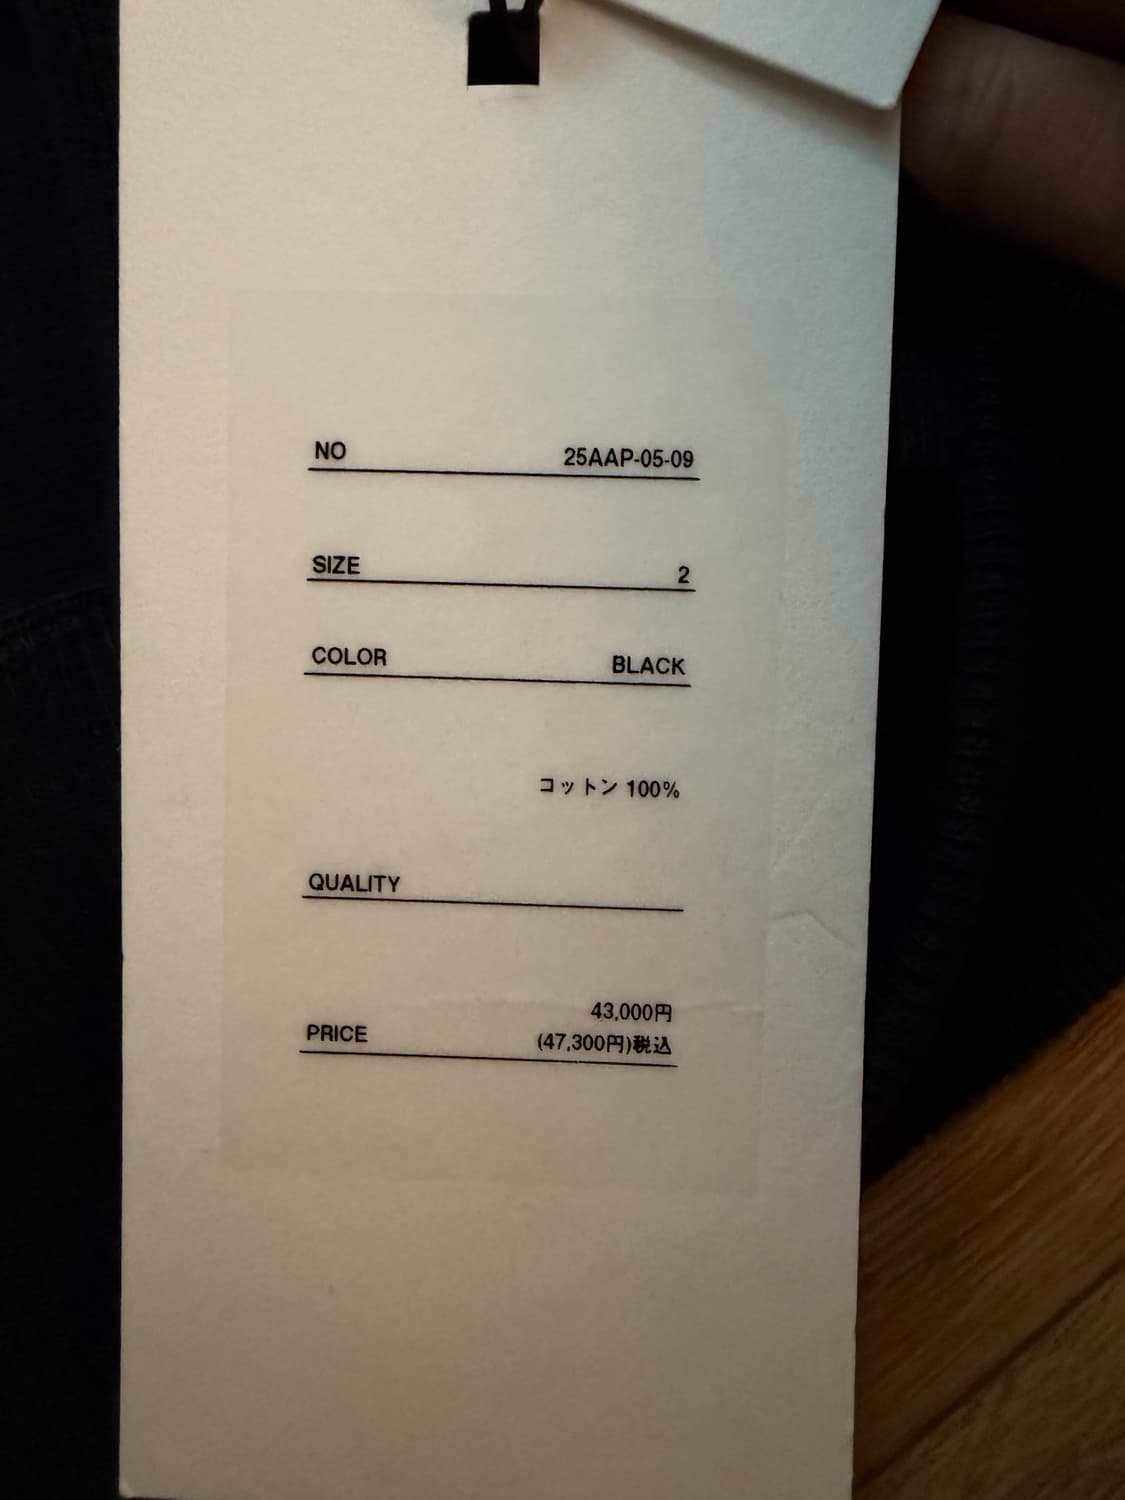 NO 25AAP-05-09
SIZE 2
COLOR BLACK
コットン 100%
QUALITY
43,000円
PRICE (47,300円)税込